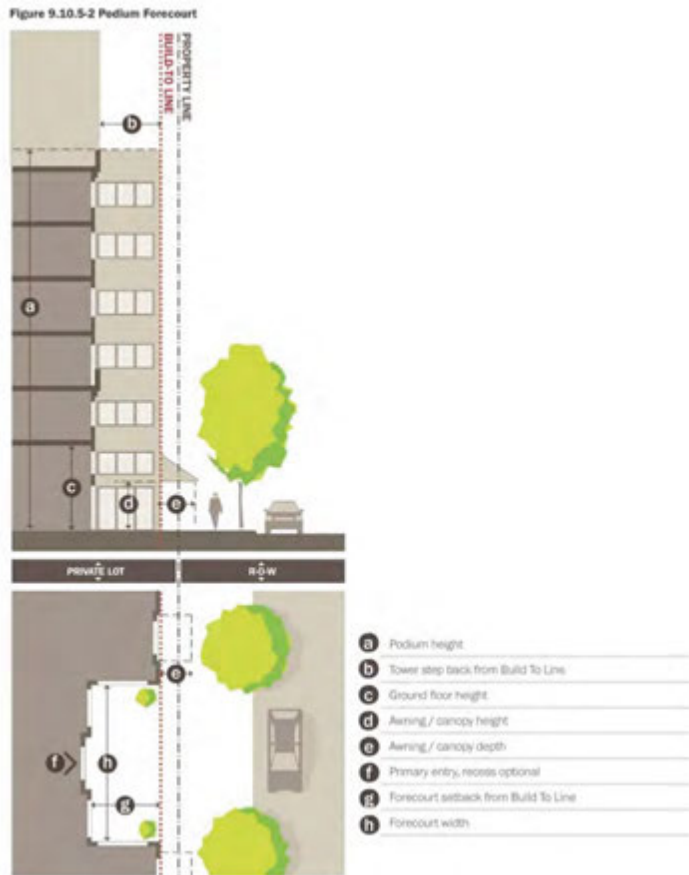 Figure 9.10.5-2 Podium Forecourt
BUILD-TO LINE
PROPERTY LINE
b
a
c
d
e
PRIVATE LOT
R-O-W
e
f
h
g
a Podium height
b Tower step back from Build To Line
c Ground floor height
d Awning / canopy height
e Awning / canopy depth
f Primary entry, recess optional
g Forecourt setback from Build To Line
h Forecourt width